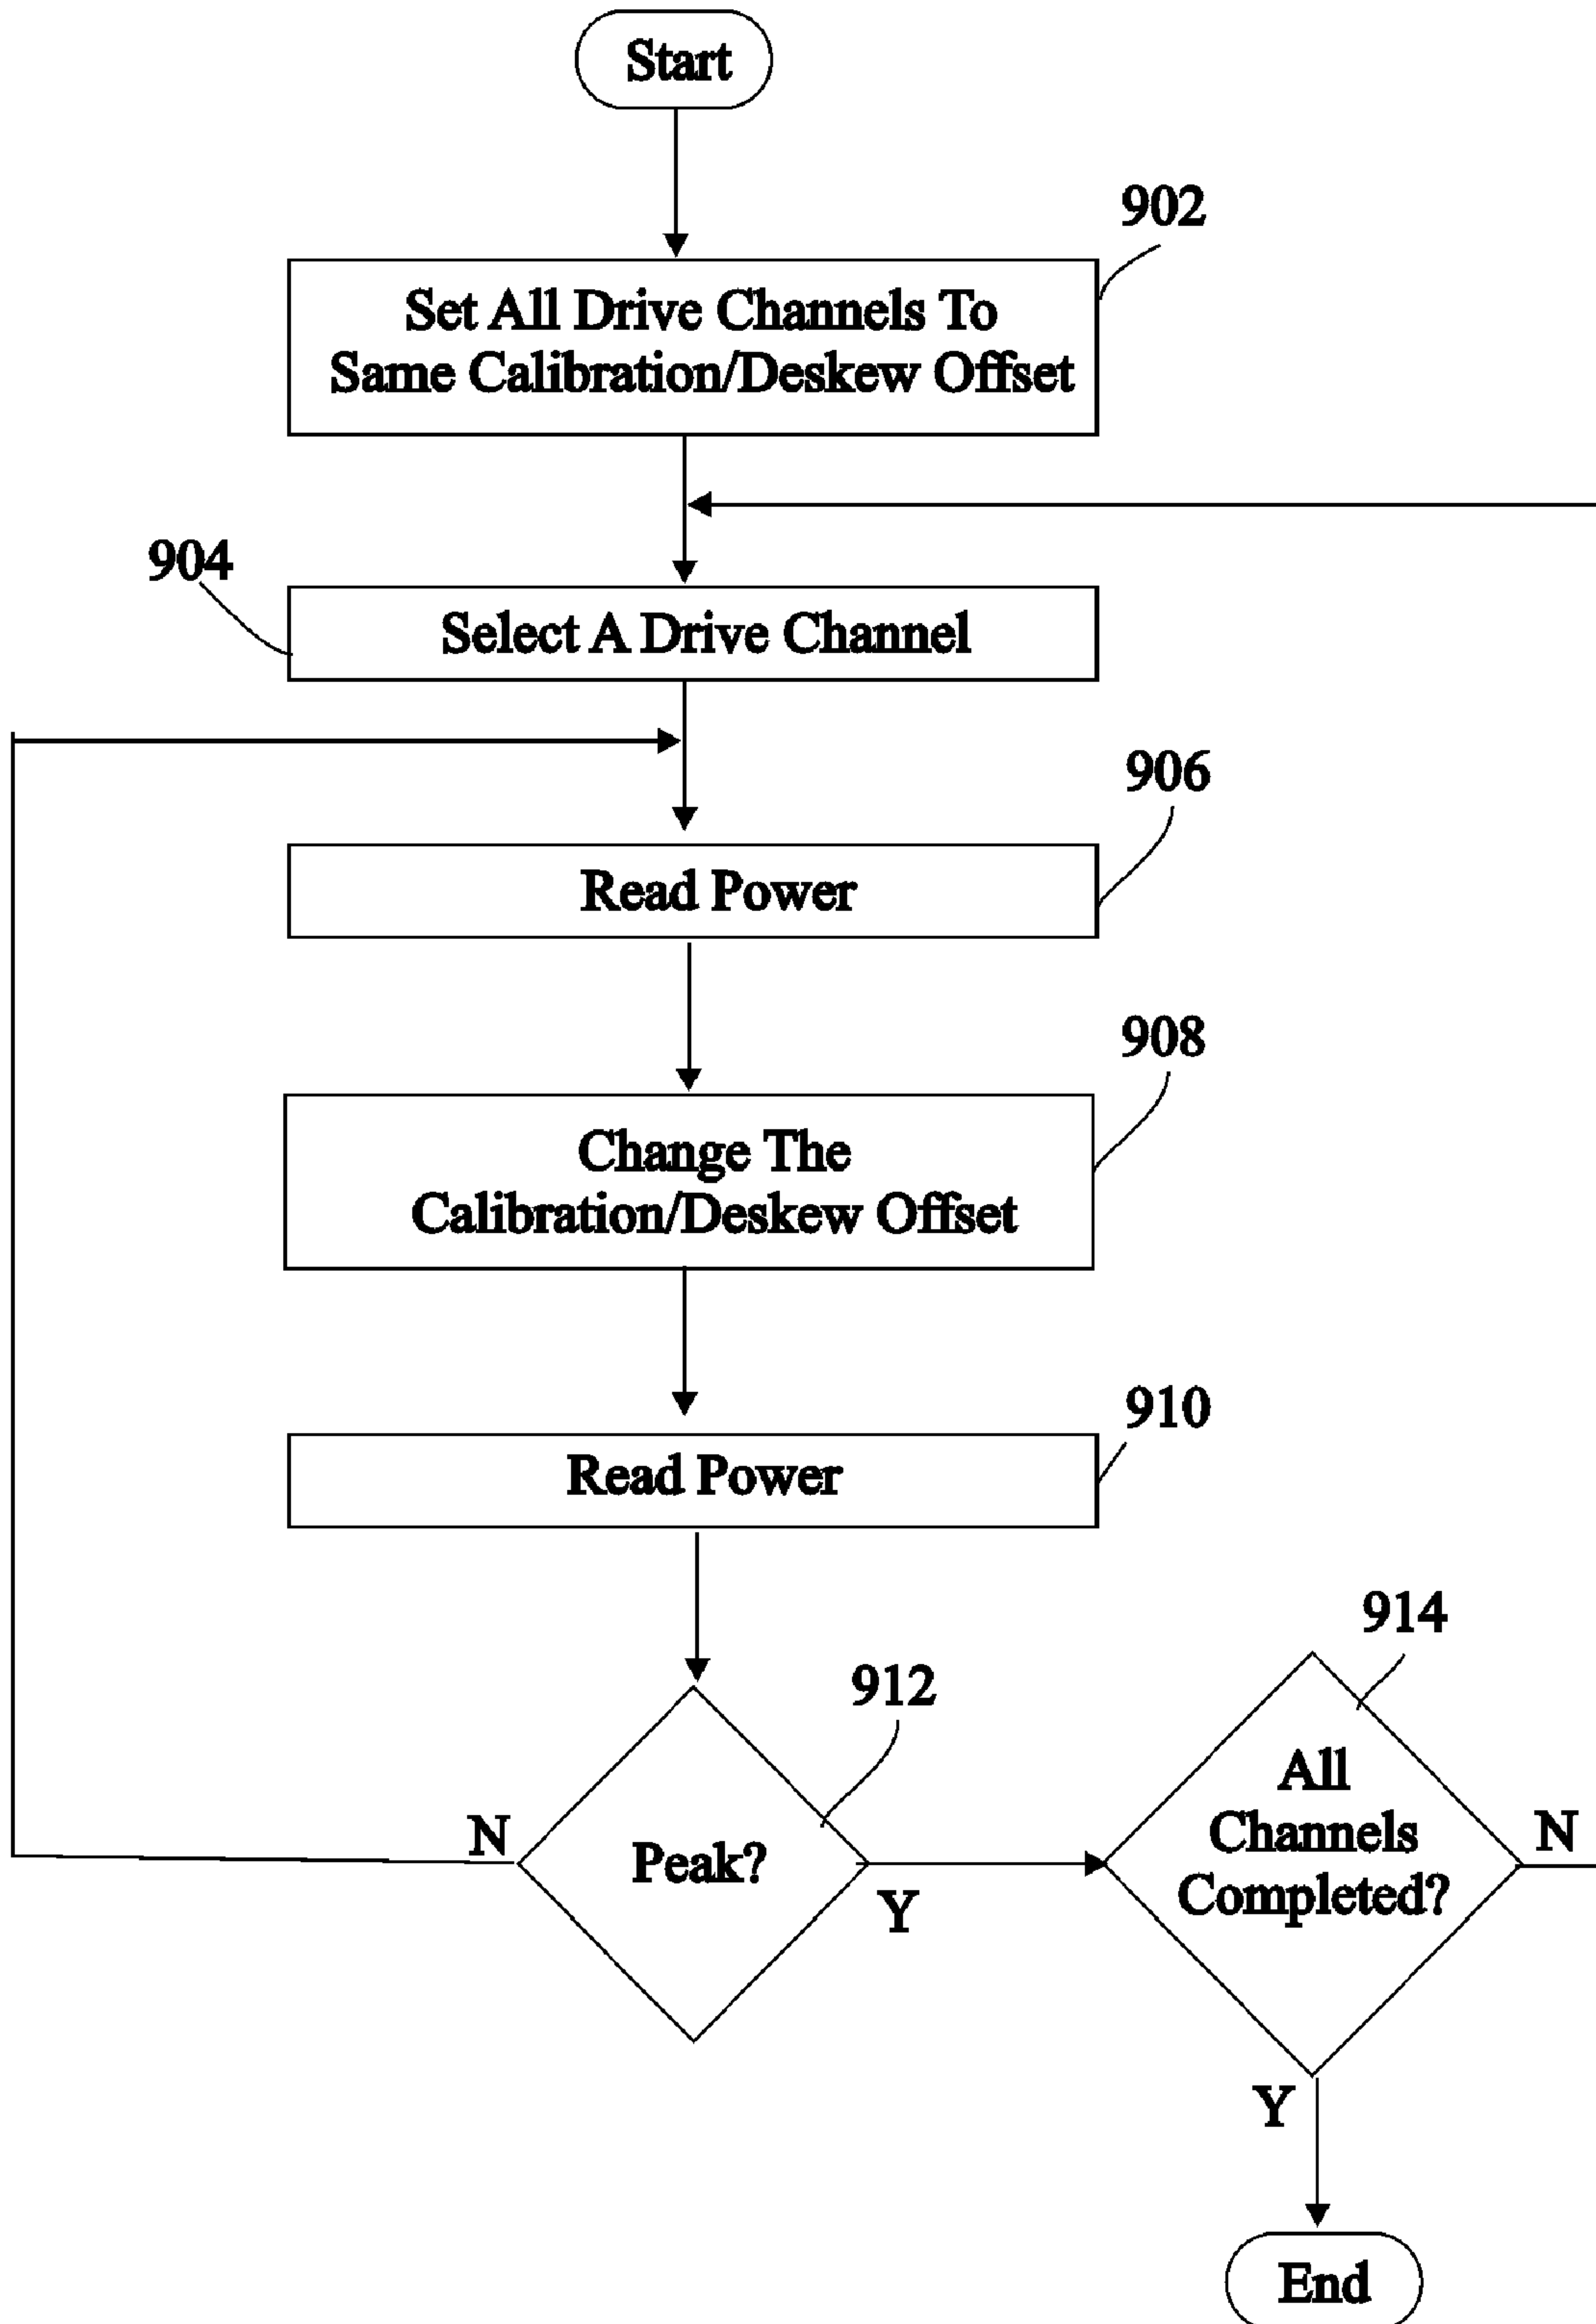 Start
902
Set All Drive Channels To
Same Calibration/Deskew Offset
904
Select A Drive Channel
906
Read Power
908
Change The
Calibration/Deskew Offset
910
Read Power
912
Peak?
N
Y
914
All
Channels
Completed?
N
Y
End